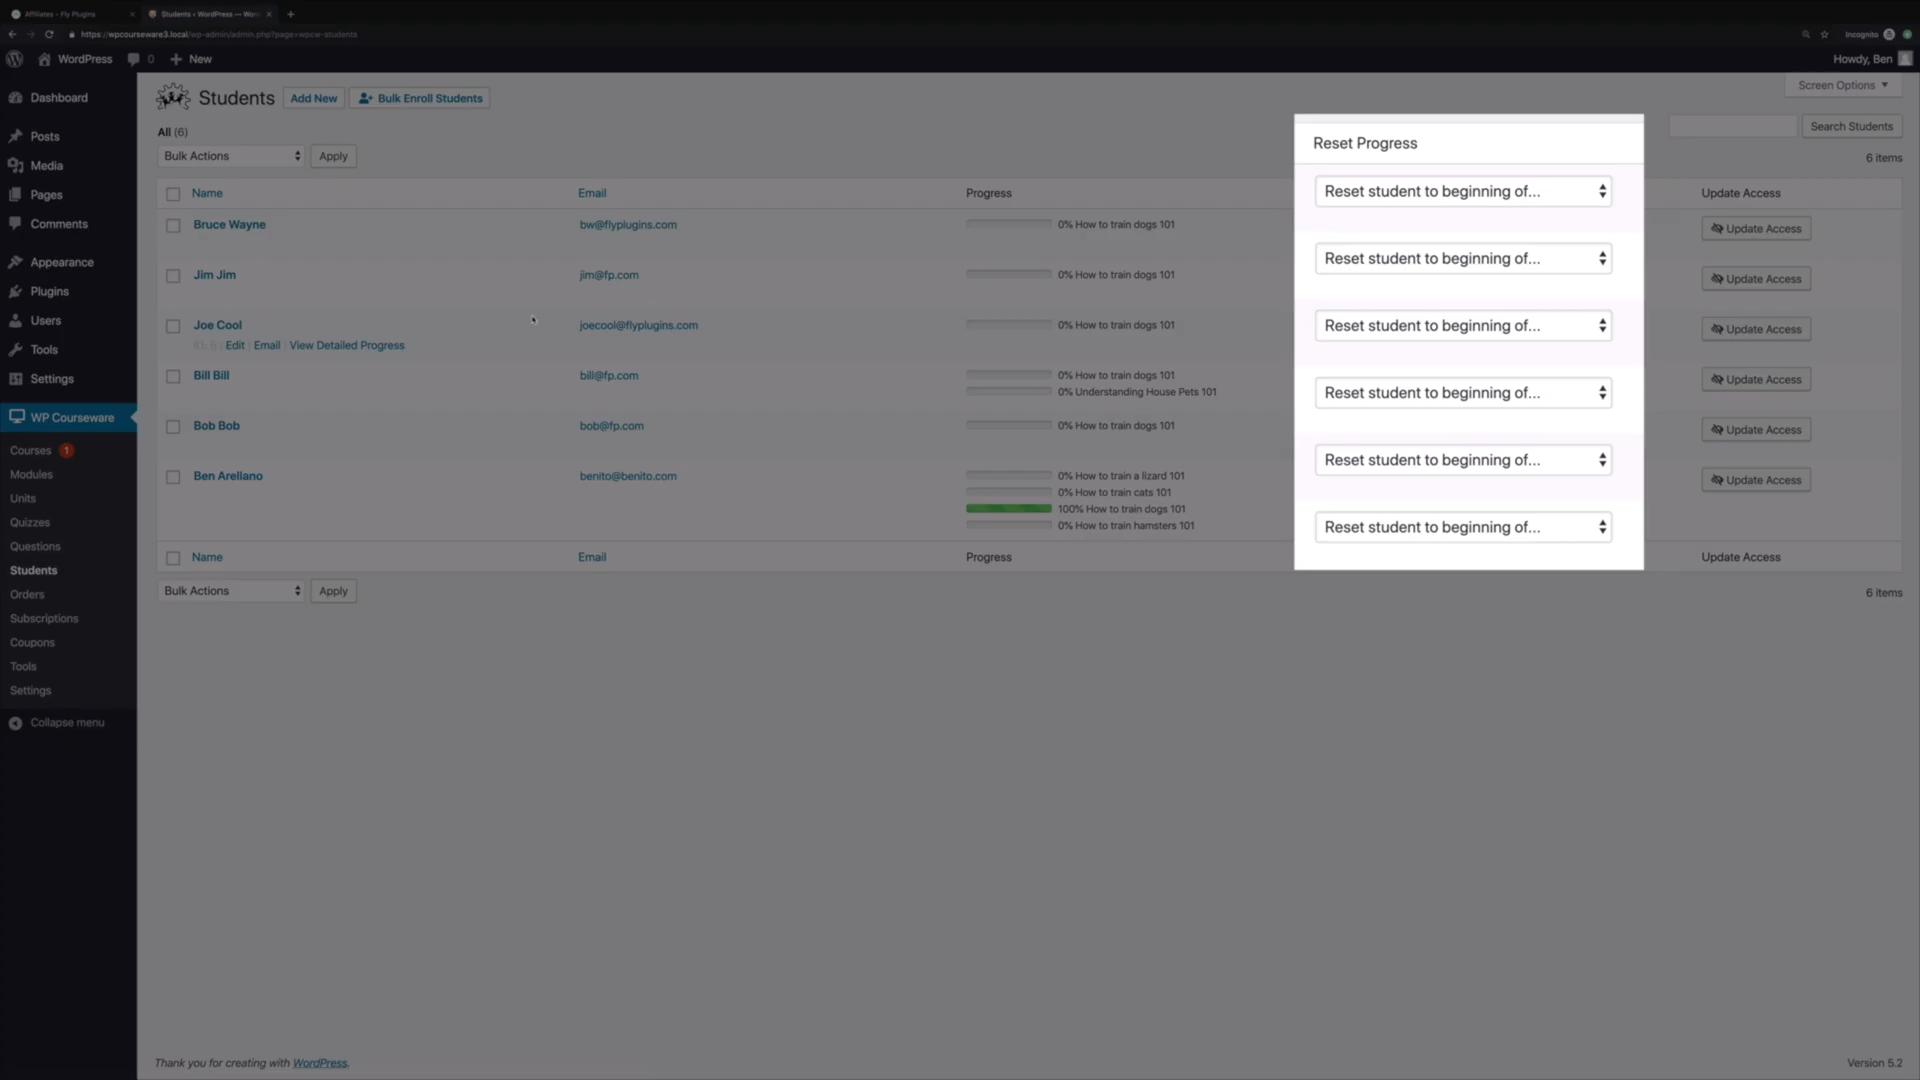 Affiliates - Fly Plugins
Students ‹ WordPress — Wor
https://wpcourseware3.local/wp-admin/admin.php?page=wpcw-students
Incognito
WordPress 0 New
Howdy, Ben
Dashboard
Posts
Media
Pages
Comments
Appearance
Plugins
Users
Tools
Settings
WP Courseware
Courses 1
Modules
Units
Quizzes
Questions
Students
Orders
Subscriptions
Coupons
Tools
Settings
Collapse menu
Students Add New Bulk Enroll Students
Screen Options
All (6)
Search Students
Bulk Actions Apply
6 items
Name Email Progress Reset Progress Update Access
Bruce Wayne bw@flyplugins.com 0% How to train dogs 101 Reset student to beginning of... Update Access
Jim Jim jim@fp.com 0% How to train dogs 101 Reset student to beginning of... Update Access
Joe Cool joecool@flyplugins.com 0% How to train dogs 101 Reset student to beginning of... Update Access
Edit | Email | View Detailed Progress
Bill Bill bill@fp.com 0% How to train dogs 101 Reset student to beginning of... Update Access
0% Understanding House Pets 101
Bob Bob bob@fp.com 0% How to train dogs 101 Reset student to beginning of... Update Access
Ben Arellano benito@benito.com 0% How to train a lizard 101 Reset student to beginning of... Update Access
0% How to train cats 101
100% How to train dogs 101
0% How to train hamsters 101
Name Email Progress Update Access
Bulk Actions Apply
6 items
Thank you for creating with WordPress.
Version 5.2